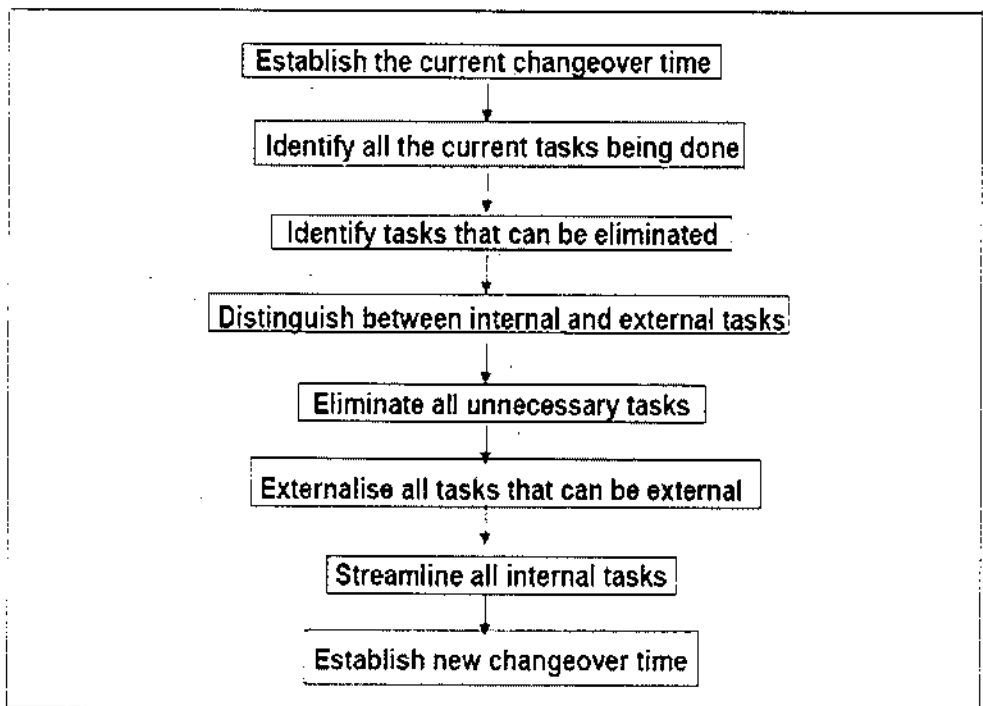 Establish the current changeover time
Identify all the current tasks being done
Identify tasks that can be eliminated
Distinguish between internal and external tasks
Eliminate all unnecessary tasks
Externalise all tasks that can be external
Streamline all internal tasks
Establish new changeover time